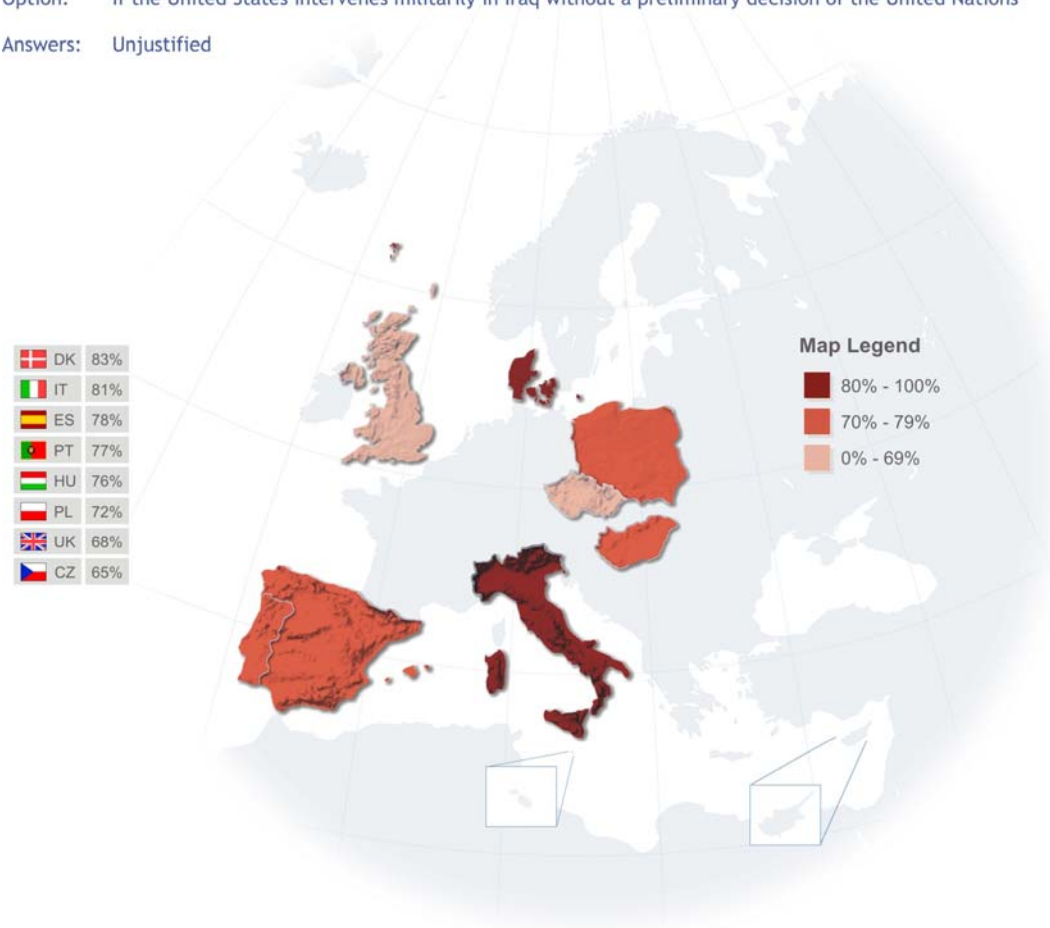 Option: If the United States intervenes militarily in Iraq without a preliminary decision of the United Nations
Answers: Unjustified
DK 83%
IT 81%
ES 78%
PT 77%
HU 76%
PL 72%
UK 68%
CZ 65%
Map Legend
80% - 100%
70% - 79%
0% - 69%